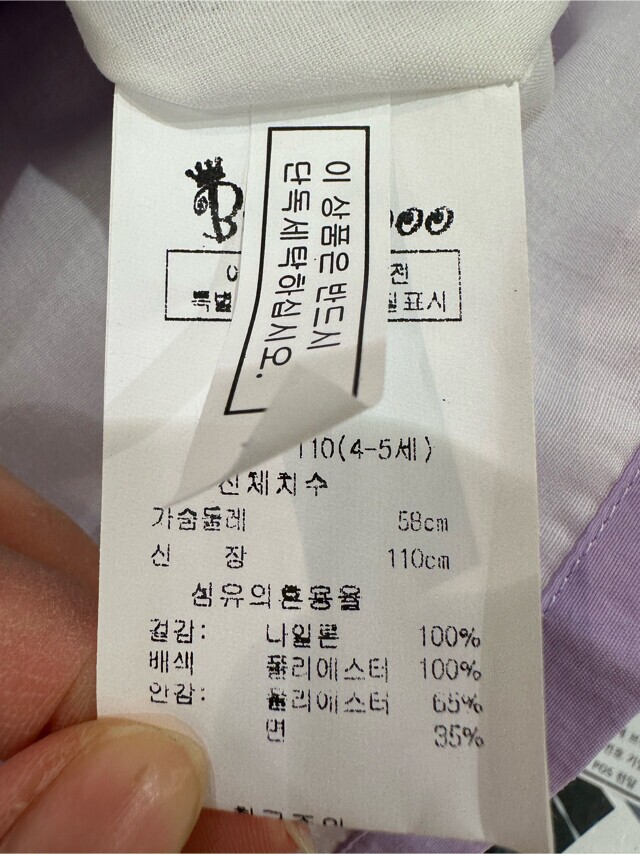 이 상품은 반드시
단독세탁하십시오.
110(4-5세)
신체치수
가슴둘레 58cm
신 장 110cm
섬유의혼용율
겉감: 나일론 100%
배색 폴리에스터 100%
안감: 폴리에스터 65%
면 35%